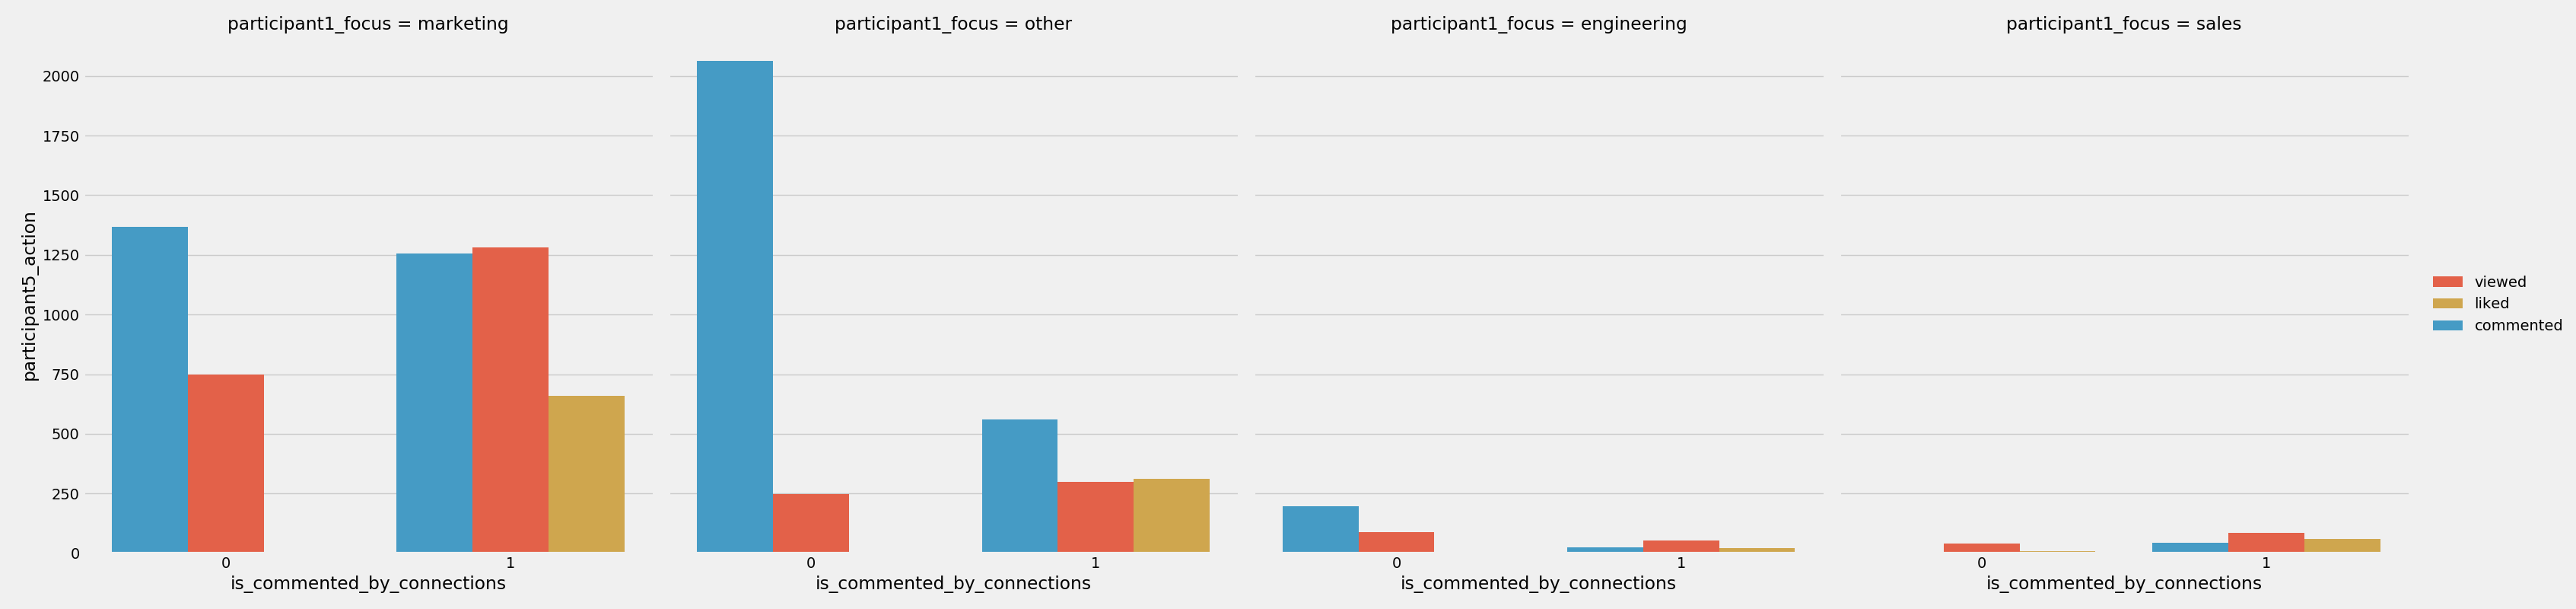 participant1_focus = marketing
participant1_focus = other
participant1_focus = engineering
participant1_focus = sales
participant5_action
2000
1750
1500
1250
1000
750
500
250
0
0 1
0 1
0 1
0 1
is_commented_by_connections
is_commented_by_connections
is_commented_by_connections
is_commented_by_connections
viewed
liked
commented